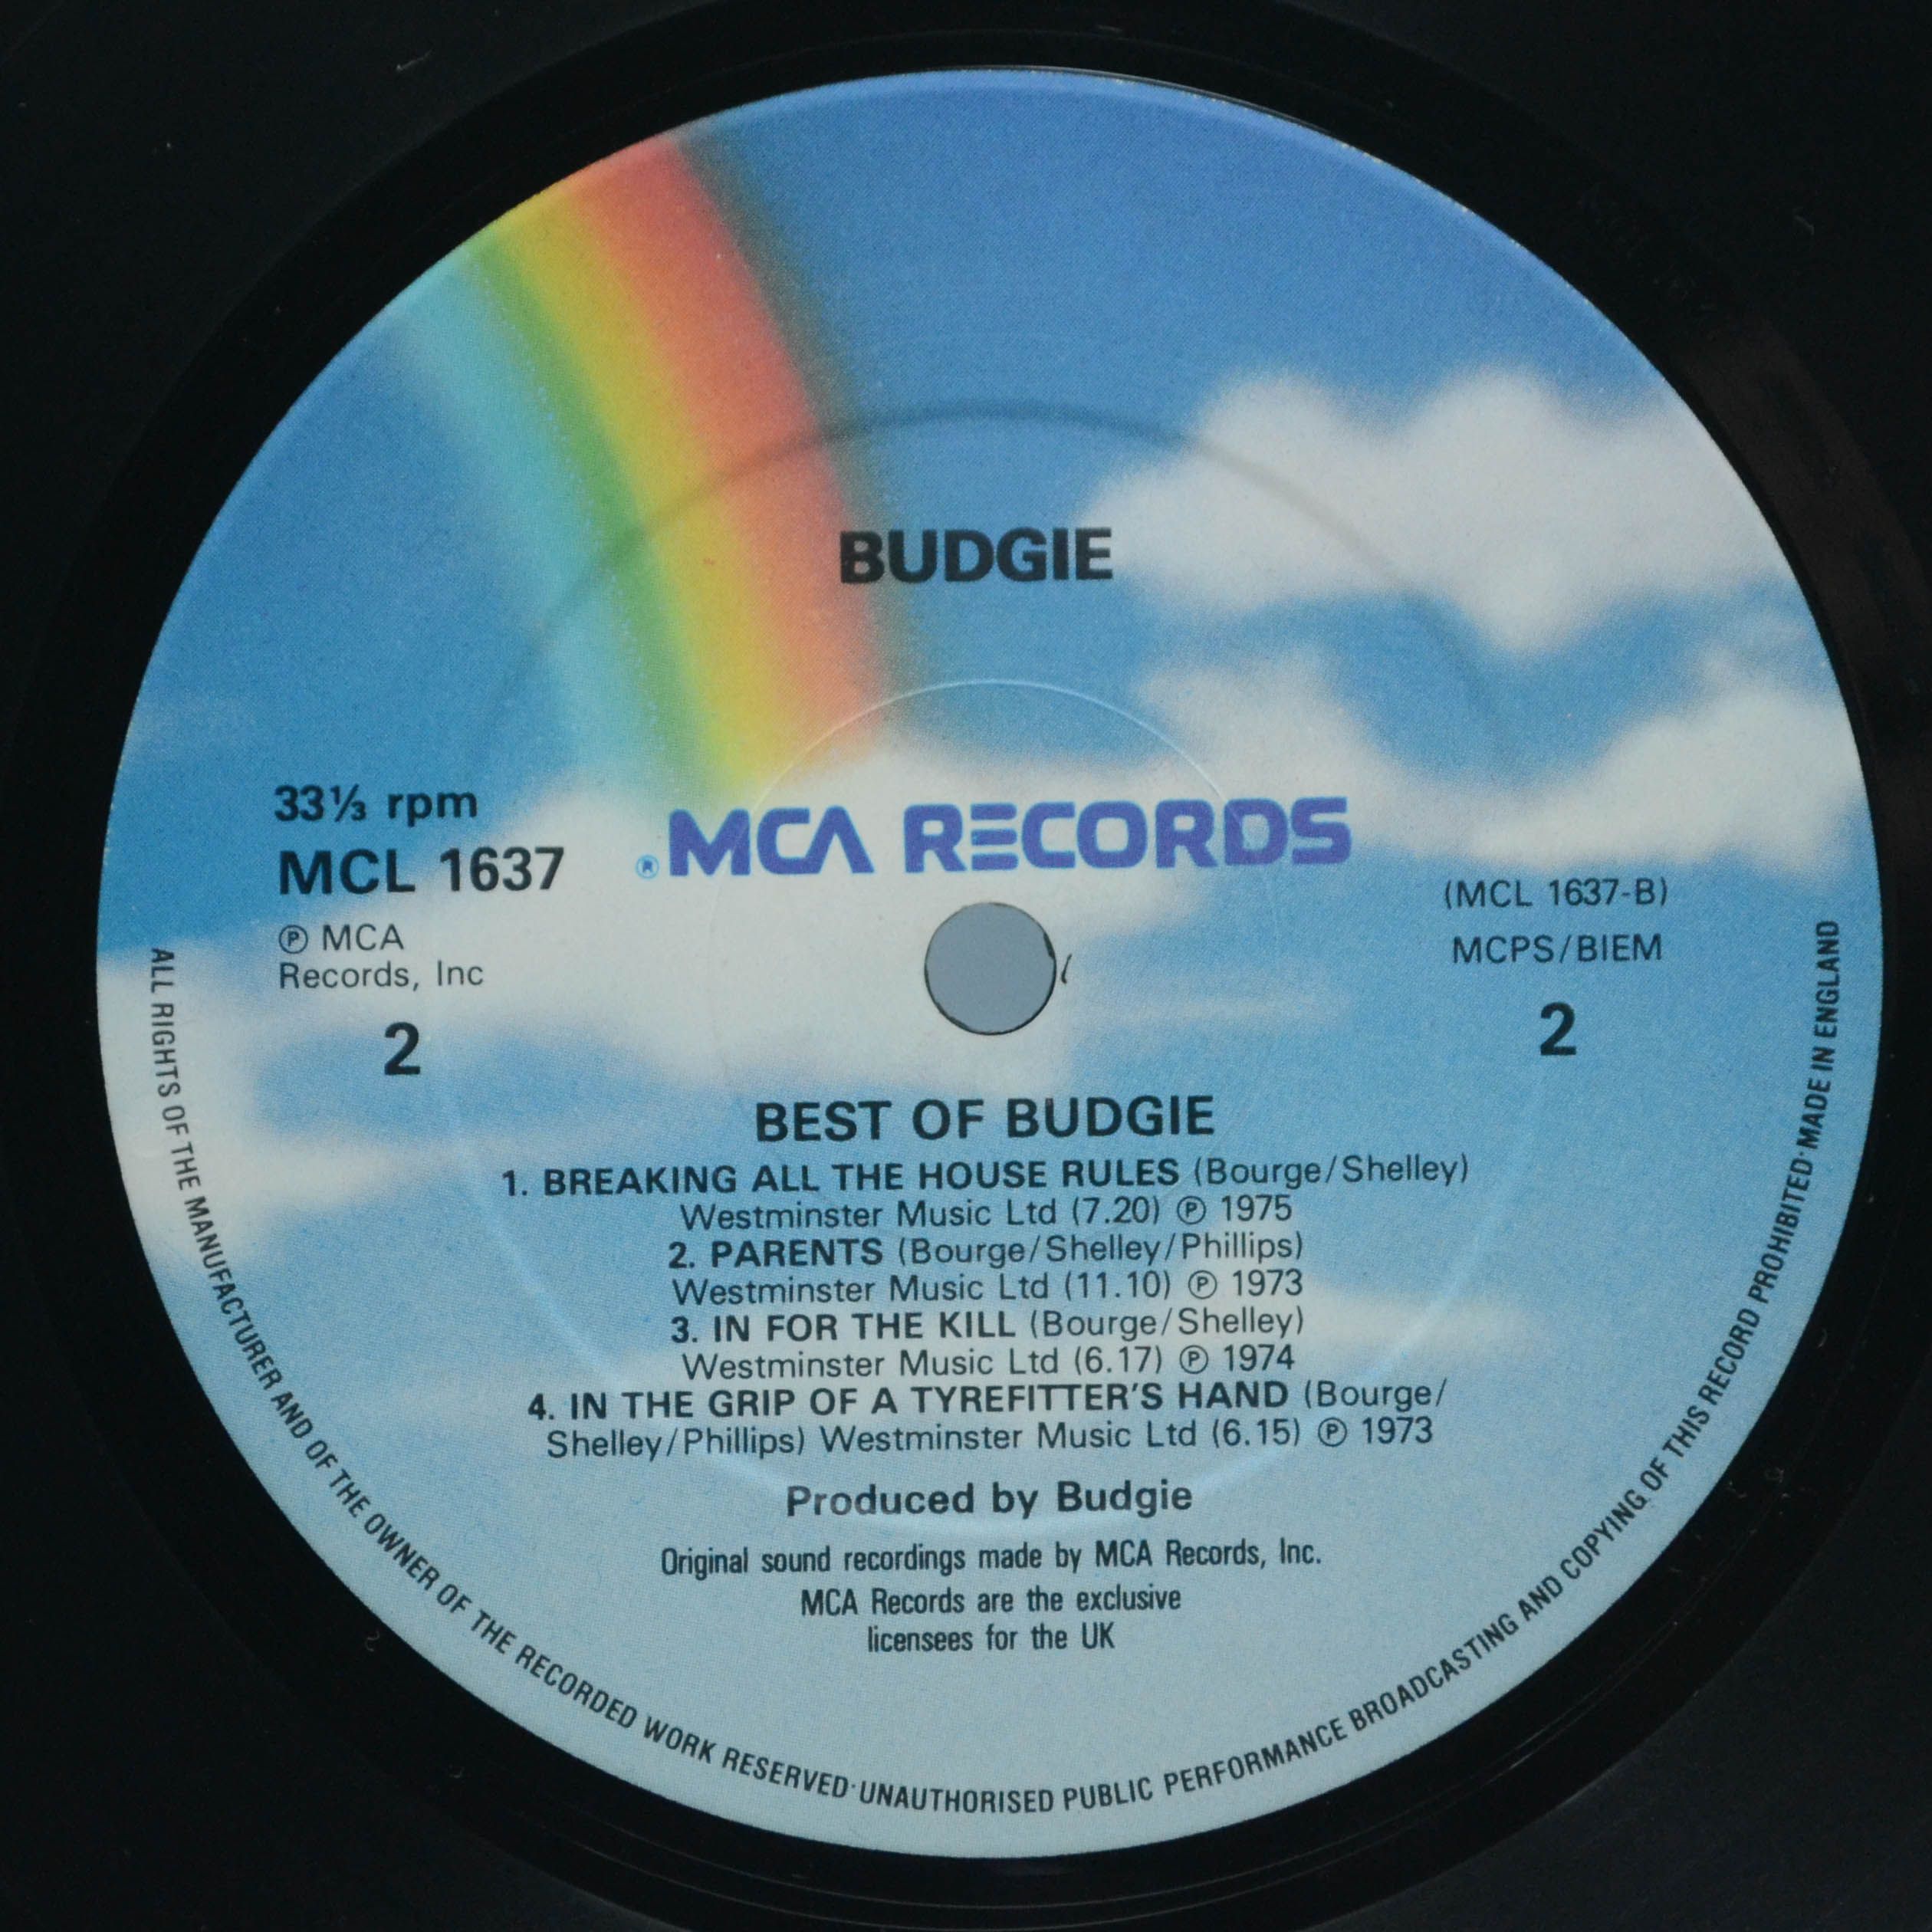 BUDGIE
33⅓ rpm
MCL 1637
℗ MCA
Records, Inc
2
® MCA RECORDS
(MCL 1637-B)
MCPS/BIEM
2
BEST OF BUDGIE
1. BREAKING ALL THE HOUSE RULES (Bourge/Shelley)
Westminster Music Ltd (7.20) ℗ 1975
2. PARENTS (Bourge/Shelley/Phillips)
Westminster Music Ltd (11.10) ℗ 1973
3. IN FOR THE KILL (Bourge/Shelley)
Westminster Music Ltd (6.17) ℗ 1974
4. IN THE GRIP OF A TYREFITTER'S HAND (Bourge/
Shelley/Phillips) Westminster Music Ltd (6.15) ℗ 1973
Produced by Budgie
Original sound recordings made by MCA Records, Inc.
MCA Records are the exclusive
licensees for the UK
ALL RIGHTS OF THE MANUFACTURER AND OF THE OWNER OF THE RECORDED WORK RESERVED·UNAUTHORISED PUBLIC PERFORMANCE BROADCASTING AND COPYING OF THIS RECORD PROHIBITED·MADE IN ENGLAND